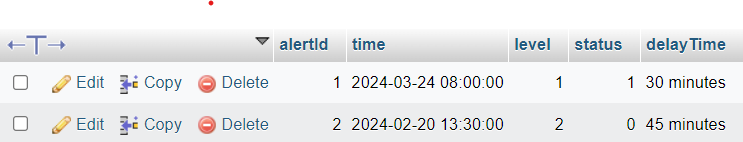 alertId time level status delayTime
Edit Copy Delete 1 2024-03-24 08:00:00 1 1 30 minutes
Edit Copy Delete 2 2024-02-20 13:30:00 2 0 45 minutes